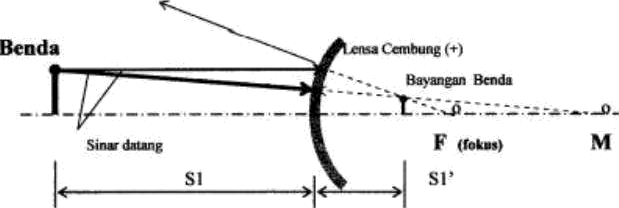 Benda
Lensa Cembung (+)
Bayangan Benda
Sinar datang
F (fokus)
M
S1
S1'